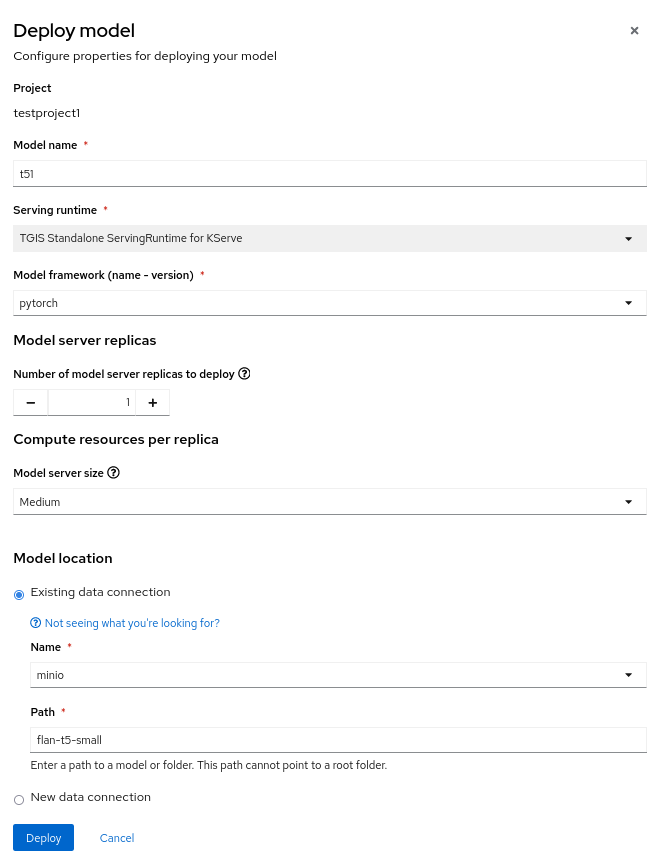 Deploy model
Configure properties for deploying your model
Project
testproject1
Model name *
t51
Serving runtime *
TGIS Standalone ServingRuntime for KServe
Model framework (name - version) *
pytorch
Model server replicas
Number of model server replicas to deploy
1
Compute resources per replica
Model server size
Medium
Model location
Existing data connection
Not seeing what you're looking for?
Name *
minio
Path *
flan-t5-small
Enter a path to a model or folder. This path cannot point to a root folder.
New data connection
Deploy Cancel